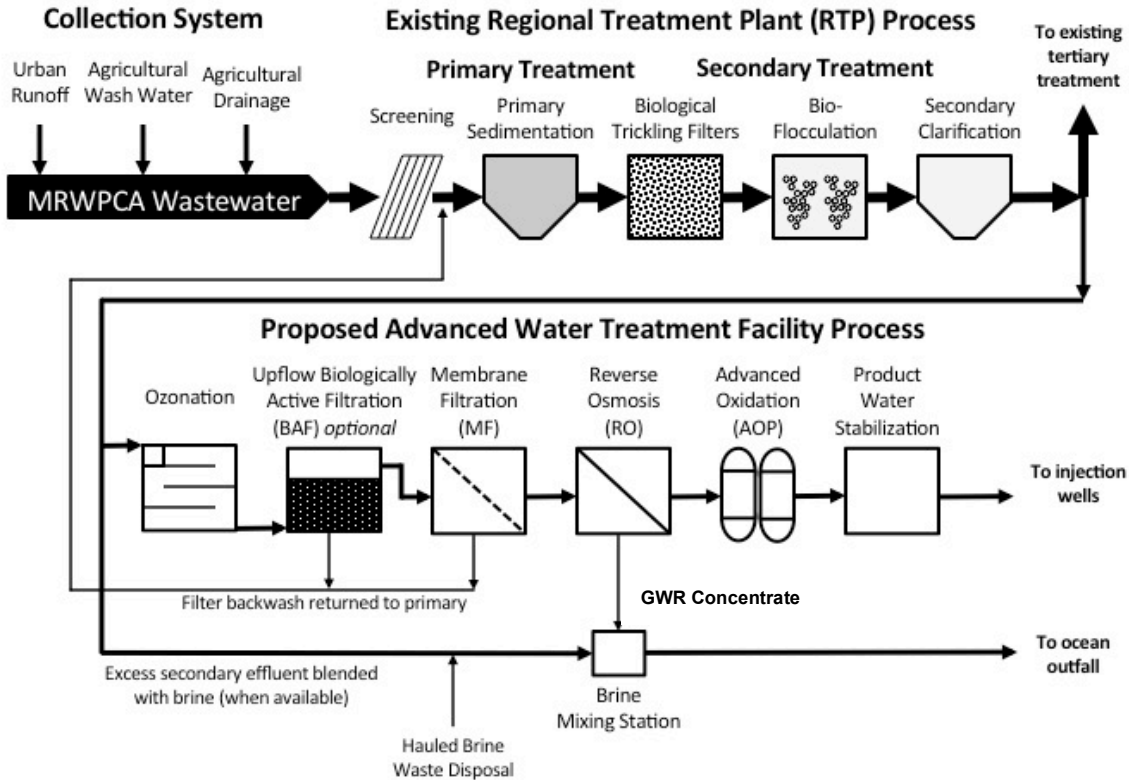 Collection System
Existing Regional Treatment Plant (RTP) Process
To existing
tertiary
treatment
Urban
Runoff
Agricultural
Wash Water
Agricultural
Drainage
Primary Treatment
Secondary Treatment
Screening
Primary
Sedimentation
Biological
Trickling Filters
Bio-
Flocculation
Secondary
Clarification
MRWPCA Wastewater
Proposed Advanced Water Treatment Facility Process
Ozonation
Upflow Biologically
Active Filtration
(BAF) optional
Membrane
Filtration
(MF)
Reverse
Osmosis
(RO)
Advanced
Oxidation
(AOP)
Product
Water
Stabilization
To injection
wells
Filter backwash returned to primary
GWR Concentrate
To ocean
outfall
Excess secondary effluent blended
with brine (when available)
Brine
Mixing Station
Hauled Brine
Waste Disposal